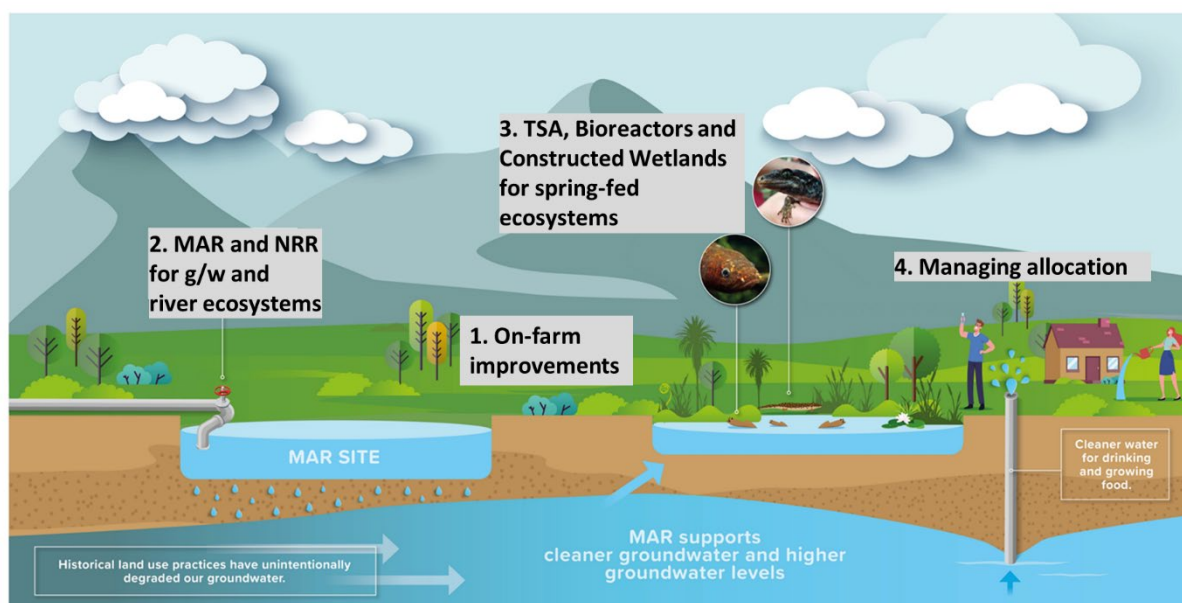 3. TSA, Bioreactors and
Constructed Wetlands
for spring-fed
ecosystems
2. MAR and NRR
for g/w and
river ecosystems
4. Managing allocation
1. On-farm
improvements
MAR SITE
Cleaner water
for drinking
and growing
food.
MAR supports
cleaner groundwater and higher
groundwater levels
Historical land use practices have unintentionally
degraded our groundwater.